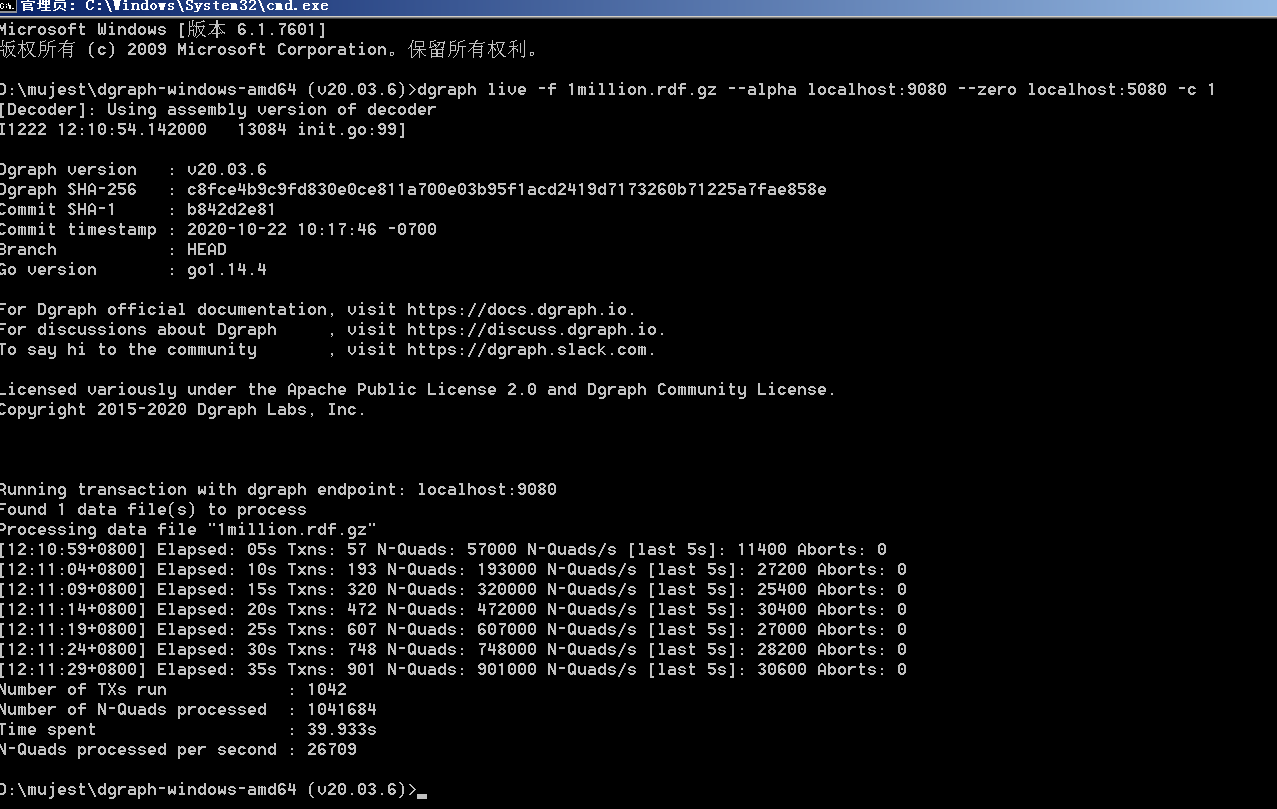 管理员: C:\Windows\System32\cmd.exe
Microsoft Windows [版本 6.1.7601]
版权所有 (c) 2009 Microsoft Corporation。保留所有权利。
D:\mujest\dgraph-windows-amd64 (v20.03.6)>dgraph live -f 1million.rdf.gz --alpha localhost:9080 --zero localhost:5080 -c 1
[Decoder]: Using assembly version of decoder
I1222 12:10:54.142000   13084 init.go:99]
Dgraph version   : v20.03.6
Dgraph SHA-256   : c8fce4b9c9fd830e0ce811a700e03b95f1acd2419d7173260b71225a7fae858e
Commit SHA-1     : b842d2e81
Commit timestamp : 2020-10-22 10:17:46 -0700
Branch           : HEAD
Go version       : go1.14.4
For Dgraph official documentation, visit https://docs.dgraph.io.
For discussions about Dgraph     , visit https://discuss.dgraph.io.
To say hi to the community       , visit https://dgraph.slack.com.
Licensed variously under the Apache Public License 2.0 and Dgraph Community License.
Copyright 2015-2020 Dgraph Labs, Inc.
Running transaction with dgraph endpoint: localhost:9080
Found 1 data file(s) to process
Processing data file "1million.rdf.gz"
[12:10:59+0800] Elapsed: 05s Txns: 57 N-Quads: 57000 N-Quads/s [last 5s]: 11400 Aborts: 0
[12:11:04+0800] Elapsed: 10s Txns: 193 N-Quads: 193000 N-Quads/s [last 5s]: 27200 Aborts: 0
[12:11:09+0800] Elapsed: 15s Txns: 320 N-Quads: 320000 N-Quads/s [last 5s]: 25400 Aborts: 0
[12:11:14+0800] Elapsed: 20s Txns: 472 N-Quads: 472000 N-Quads/s [last 5s]: 30400 Aborts: 0
[12:11:19+0800] Elapsed: 25s Txns: 607 N-Quads: 607000 N-Quads/s [last 5s]: 27000 Aborts: 0
[12:11:24+0800] Elapsed: 30s Txns: 748 N-Quads: 748000 N-Quads/s [last 5s]: 28200 Aborts: 0
[12:11:29+0800] Elapsed: 35s Txns: 901 N-Quads: 901000 N-Quads/s [last 5s]: 30600 Aborts: 0
Number of TXs run            : 1042
Number of N-Quads processed  : 1041684
Time spent                   : 39.933s
N-Quads processed per second : 26709
D:\mujest\dgraph-windows-amd64 (v20.03.6)>_